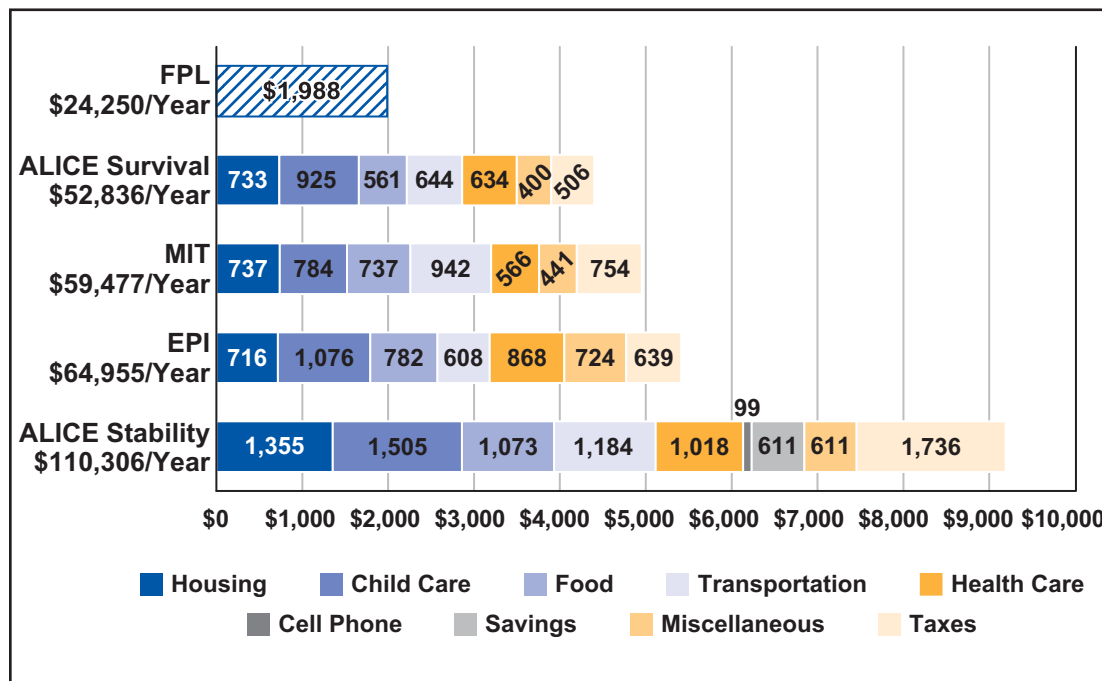 FPL
$24,250/Year
$1,988
ALICE Survival
$52,836/Year
733 925 561 644 634 400 506
MIT
$59,477/Year
737 784 737 942 566 441 754
EPI
$64,955/Year
716 1,076 782 608 868 724 639
99
ALICE Stability
$110,306/Year
1,355 1,505 1,073 1,184 1,018 611 611 1,736
$0 $1,000 $2,000 $3,000 $4,000 $5,000 $6,000 $7,000 $8,000 $9,000 $10,000
Housing Child Care Food Transportation Health Care
Cell Phone Savings Miscellaneous Taxes